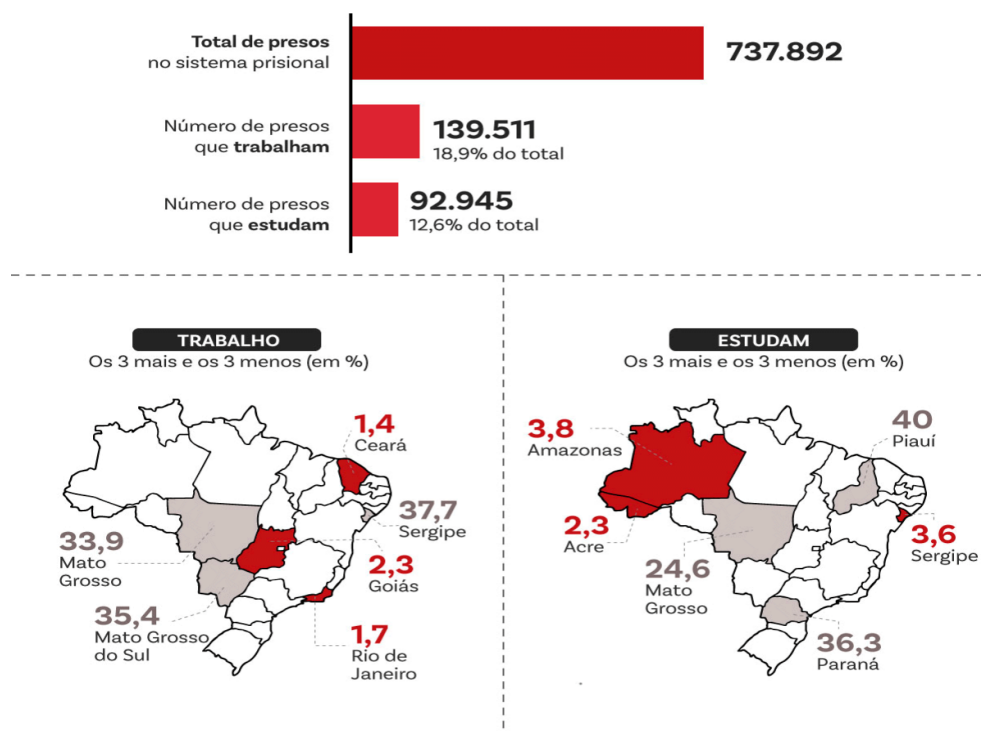 Total de presos
no sistema prisional
737.892
Número de presos
que trabalham
139.511
18,9% do total
Número de presos
que estudam
92.945
12,6% do total
TRABALHO
Os 3 mais e os 3 menos (em %)
1,4
Ceará
37,7
Sergipe
33,9
Mato
Grosso
2,3
Goiás
35,4
Mato Grosso
do Sul
1,7
Rio de
Janeiro
ESTUDAM
Os 3 mais e os 3 menos (em %)
40
Piauí
3,8
Amazonas
2,3
Acre
3,6
Sergipe
24,6
Mato
Grosso
36,3
Paraná